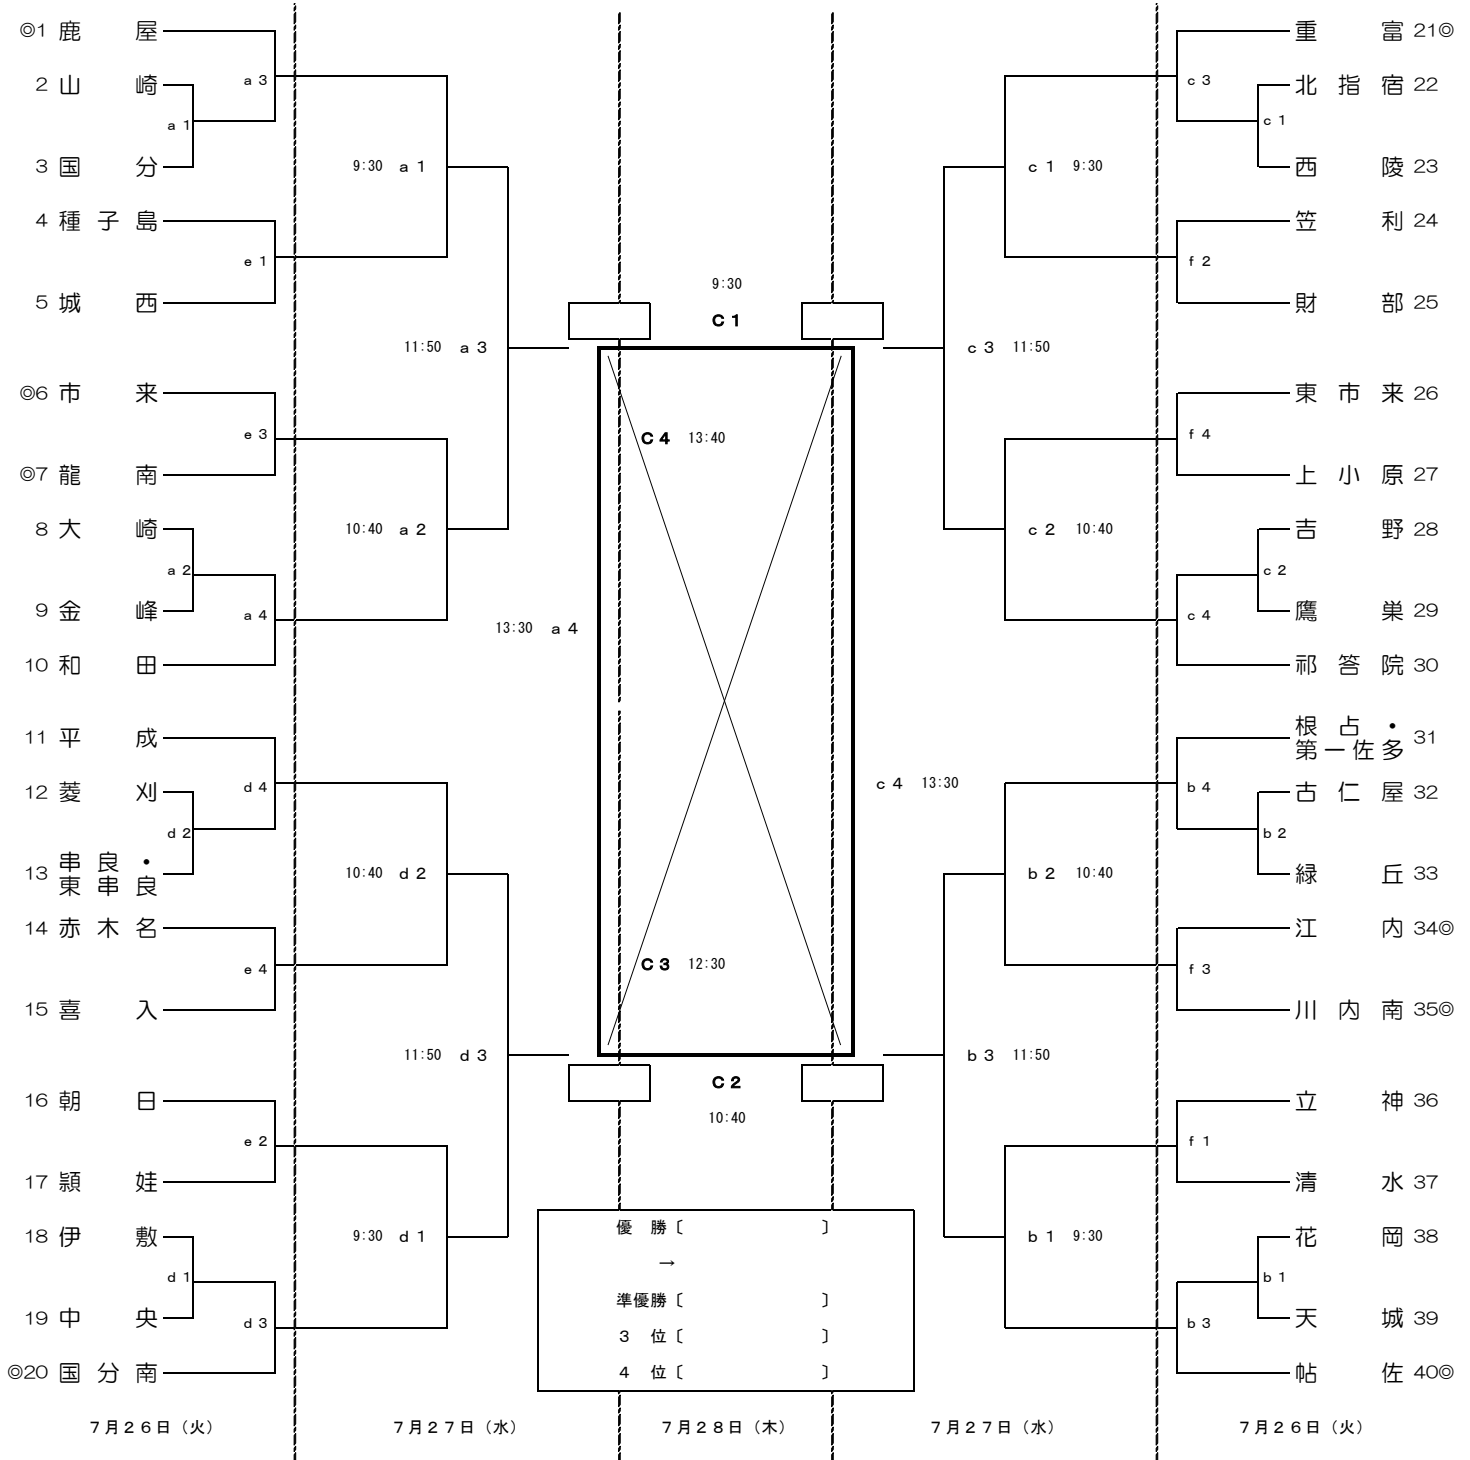 ◎1 鹿屋
a 3
2 山崎
a 1
3 国分
9:30 a 1
4 種子島
e 1
5 城西
11:50 a 3
◎6 市来
e 3
◎7 龍南
10:40 a 2
8 大崎
a 2
9 金峰
a 4
10 和田
13:30 a 4
11 平成
d 4
12 菱刈
d 2
13 串良・
東串良
10:40 d 2
14 赤木名
e 4
15 喜入
11:50 d 3
16 朝日
e 2
17 頴娃
9:30 d 1
18 伊敷
d 1
19 中央
d 3
◎20 国分南
9:30
C 1
C 4 13:40
C 3 12:30
C 2
10:40
優 勝〔 〕
→
準優勝〔 〕
3 位〔 〕
4 位〔 〕
重富 21◎
c 3
北指宿 22
c 1
西陵 23
c 1 9:30
笠利 24
f 2
財部 25
c 3 11:50
東市来 26
f 4
上小原 27
c 2 10:40
吉野 28
c 2
鷹巣 29
c 4
祁答院 30
c 4 13:30
根占・
第一佐多 31
b 4
古仁屋 32
b 2
緑丘 33
b 2 10:40
江内 34◎
f 3
川内南 35◎
b 3 11:50
立神 36
f 1
清水 37
b 1 9:30
花岡 38
b 1
天城 39
b 3
帖佐 40◎
7月26日（火） 7月27日（水） 7月28日（木） 7月27日（水） 7月26日（火）